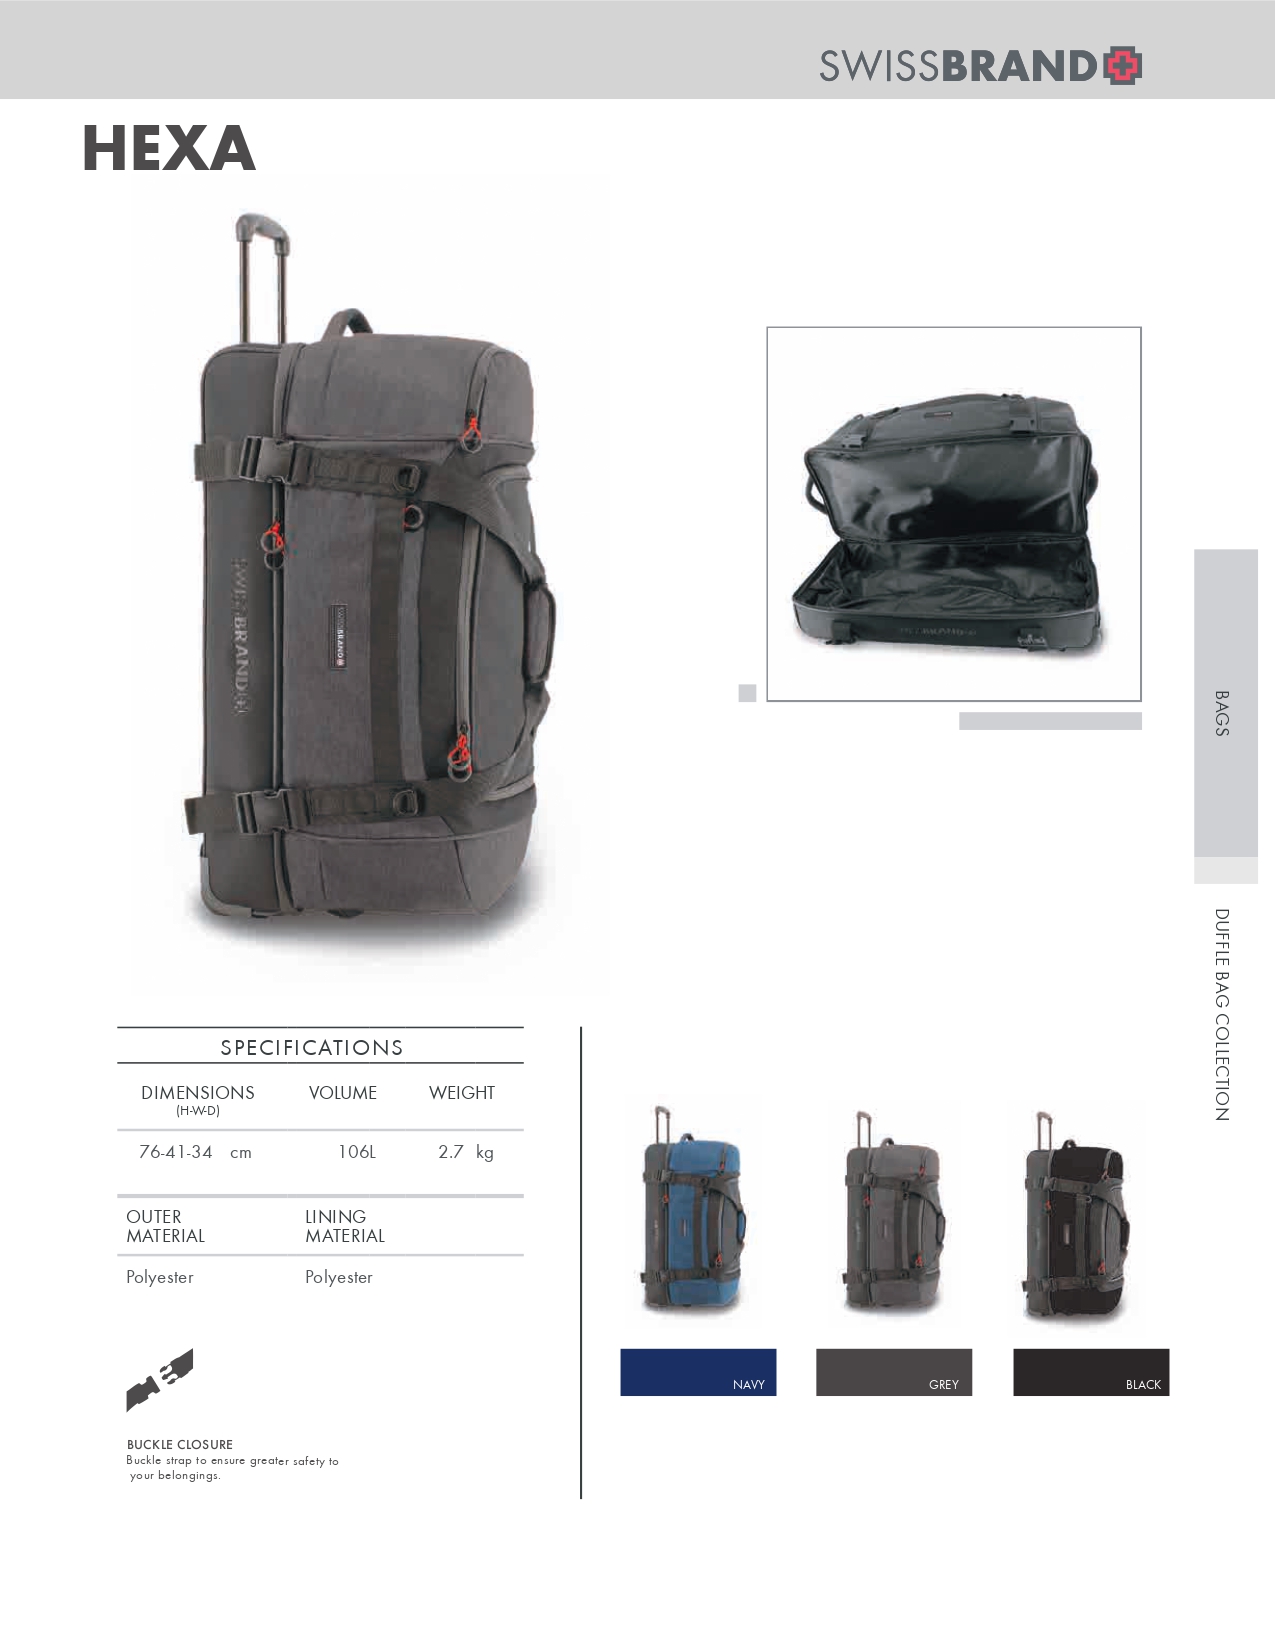 SWISSBRAND
HEXA
SWISSBRAND
SWISSBRAND
BAGS
DUFFLE BAG COLLECTION
SPECIFICATIONS
DIMENSIONS VOLUME WEIGHT
(H-W-D)
76-41-34 cm 106L 2.7 kg
OUTER LINING
MATERIAL MATERIAL
Polyester Polyester
BUCKLE CLOSURE
Buckle strap to ensure greater safety to
your belongings.
NAVY GREY BLACK